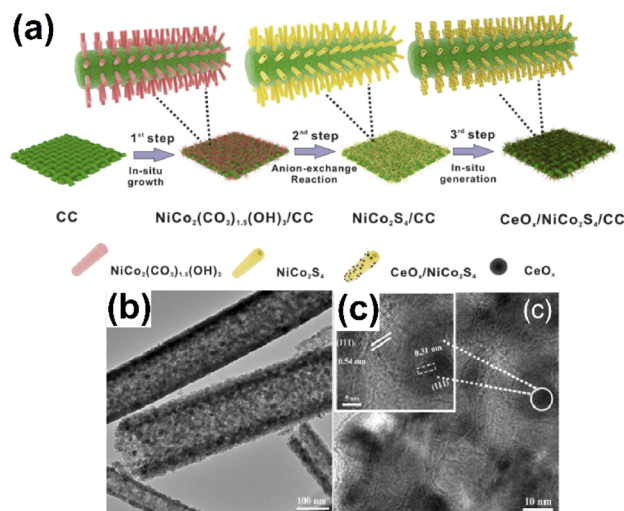 (a)
1st step
In-situ
growth
2nd step
Anion-exchange
Reaction
3rd step
In-situ
generation
CC
NiCo₂(CO₃)₁.₅(OH)₃/CC
NiCo₂S₄/CC
CeOₓ/NiCo₂S₄/CC
NiCo₂(CO₃)₁.₅(OH)₃
NiCo₂S₄
CeOₓ/NiCo₂S₄
CeOₓ
(b)
100 nm
(c)
(c)
(111)
0.54 nm
0.31 nm
(111)
5 nm
10 nm